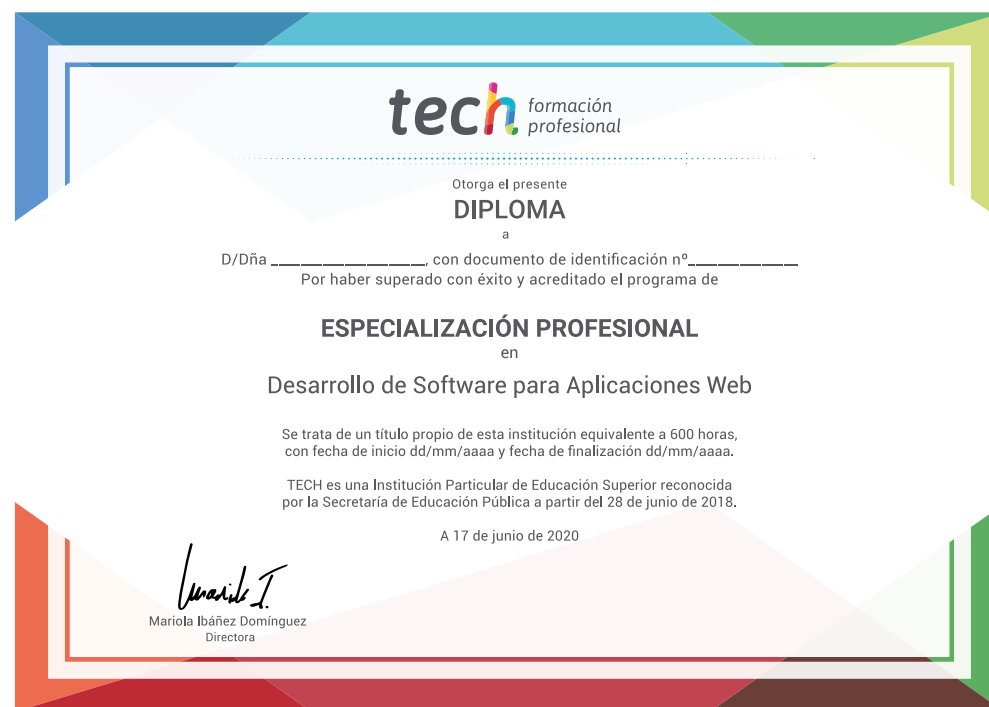 tech formación
profesional
Otorga el presente
DIPLOMA
a
D/Dña ____________________, con documento de identificación nº______________
Por haber superado con éxito y acreditado el programa de
ESPECIALIZACIÓN PROFESIONAL
en
Desarrollo de Software para Aplicaciones Web
Se trata de un título propio de esta institución equivalente a 600 horas,
con fecha de inicio dd/mm/aaaa y fecha de finalización dd/mm/aaaa.
TECH es una Institución Particular de Educación Superior reconocida
por la Secretaría de Educación Pública a partir del 28 de junio de 2018.
A 17 de junio de 2020
Mariola I.
Mariola Ibáñez Domínguez
Directora